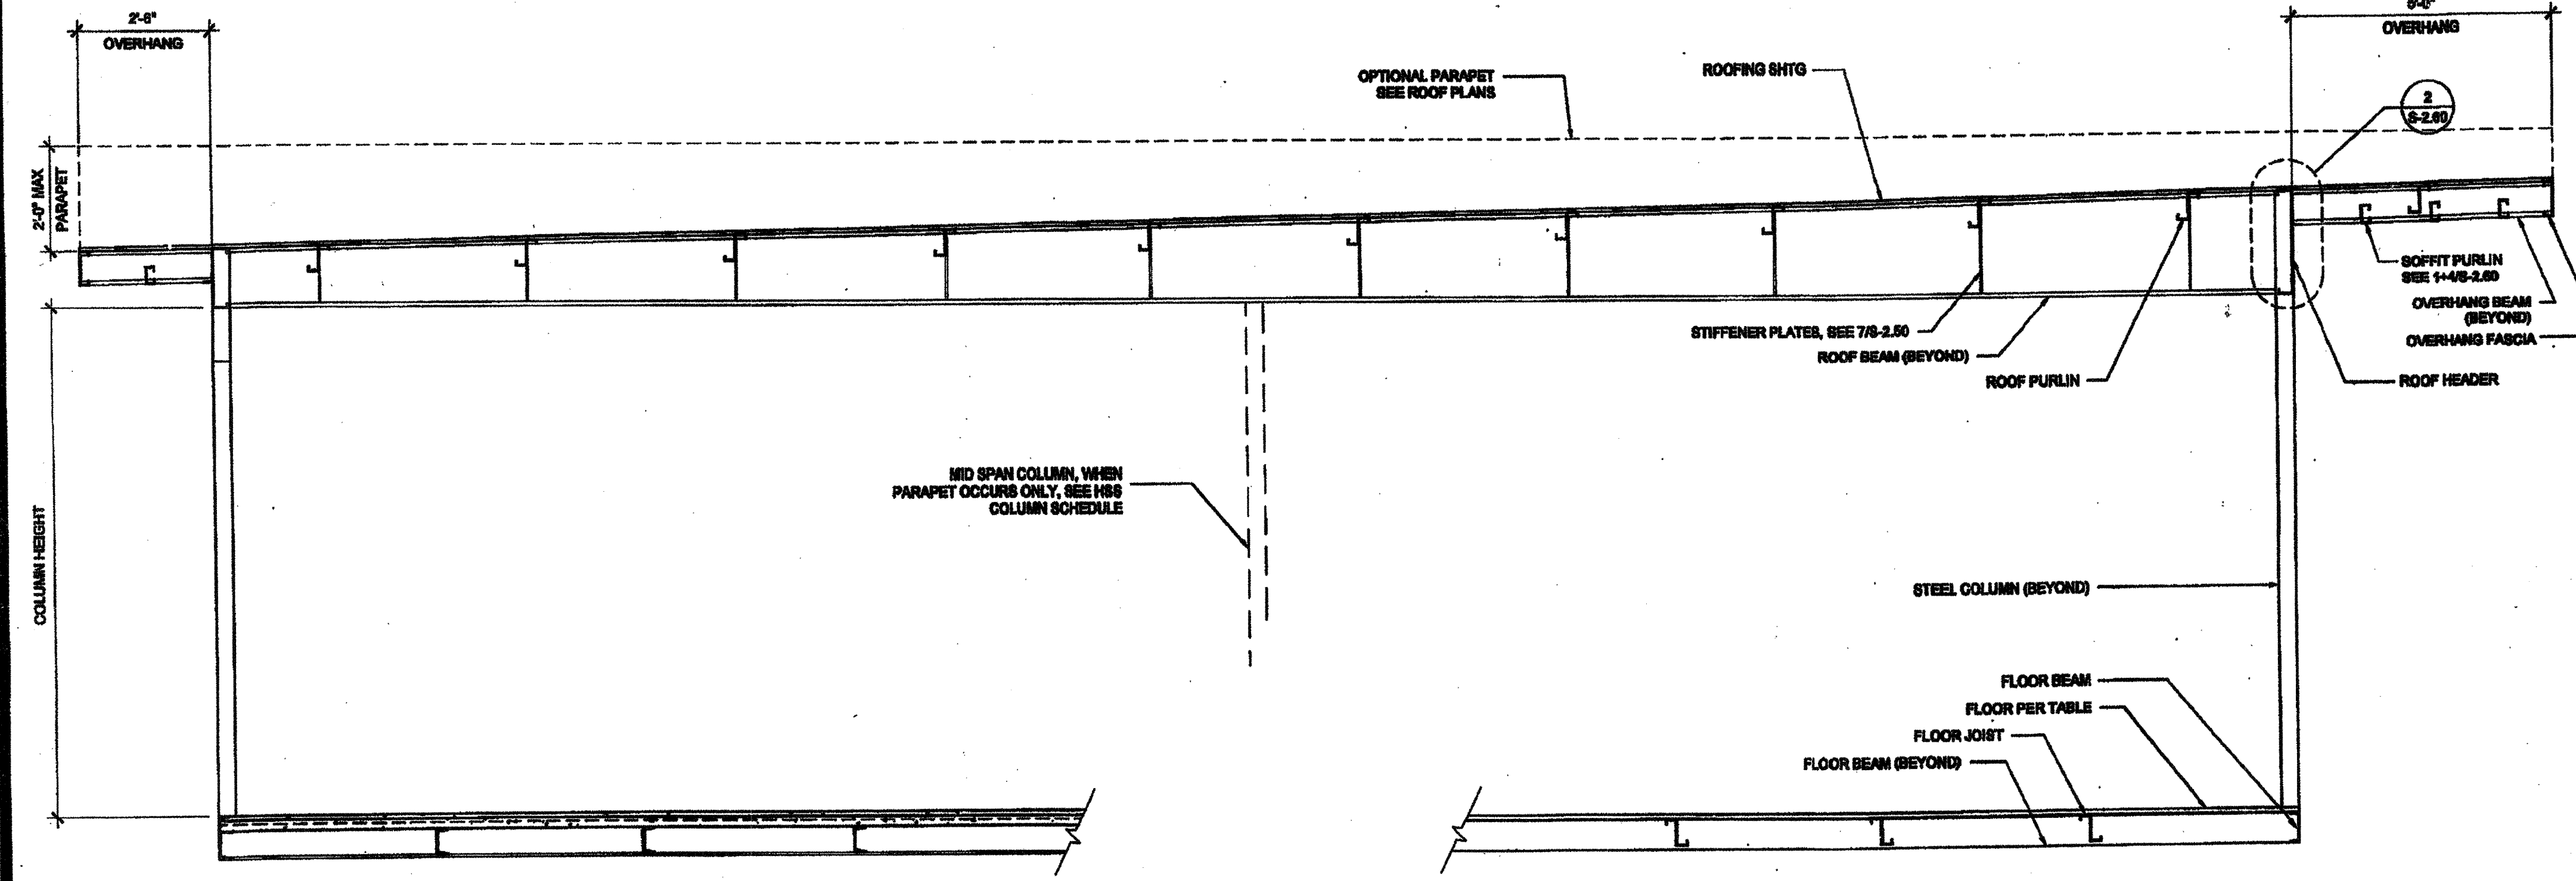 2'-6"
OVERHANG
5'-0"
OVERHANG
OPTIONAL PARAPET
SEE ROOF PLANS
ROOFING SHTG
2
S-2.60
2'-0" MAX
PARAPET
SOFFIT PURLIN
SEE 1+4/S-2.60
OVERHANG BEAM
(BEYOND)
OVERHANG FASCIA
ROOF HEADER
STIFFENER PLATES, SEE 7/S-2.50
ROOF BEAM (BEYOND)
ROOF PURLIN
MID SPAN COLUMN, WHEN
PARAPET OCCURS ONLY, SEE HSS
COLUMN SCHEDULE
COLUMN HEIGHT
STEEL COLUMN (BEYOND)
FLOOR BEAM
FLOOR PER TABLE
FLOOR JOIST
FLOOR BEAM (BEYOND)